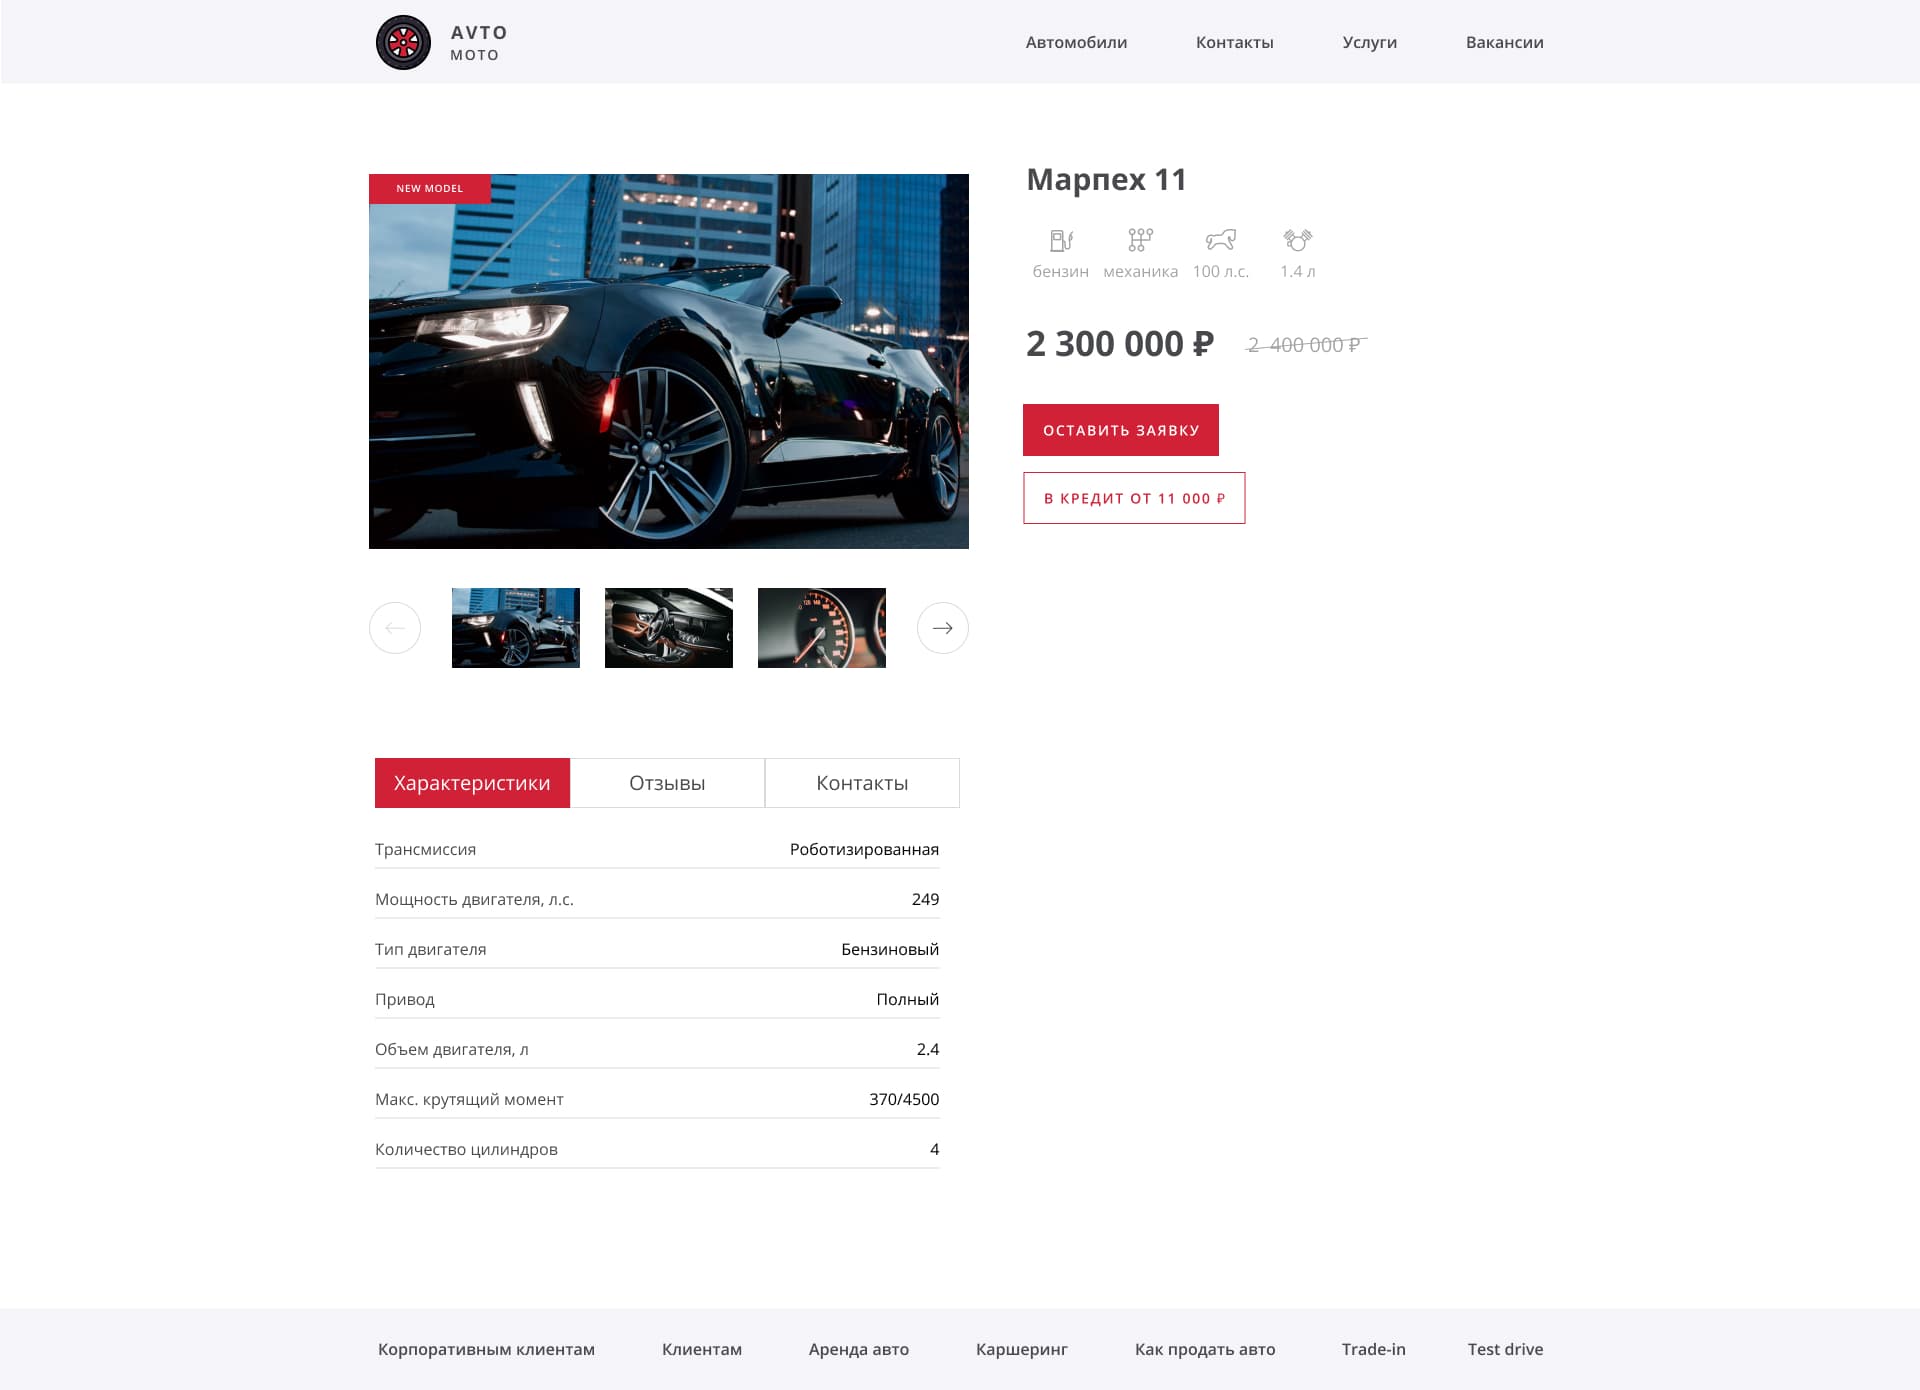 AVTO
MOTO
Автомобили
Контакты
Услуги
Вакансии
NEW MODEL
Марпех 11
бензин
механика
100 л.с.
1.4 л
2 300 000 ₽
2 400 000 ₽
ОСТАВИТЬ ЗАЯВКУ
В КРЕДИТ ОТ 11 000 ₽
Характеристики
Отзывы
Контакты
Трансмиссия
Роботизированная
Мощность двигателя, л.с.
249
Тип двигателя
Бензиновый
Привод
Полный
Объем двигателя, л
2.4
Макс. крутящий момент
370/4500
Количество цилиндров
4
Корпоративным клиентам
Клиентам
Аренда авто
Каршеринг
Как продать авто
Trade-in
Test drive